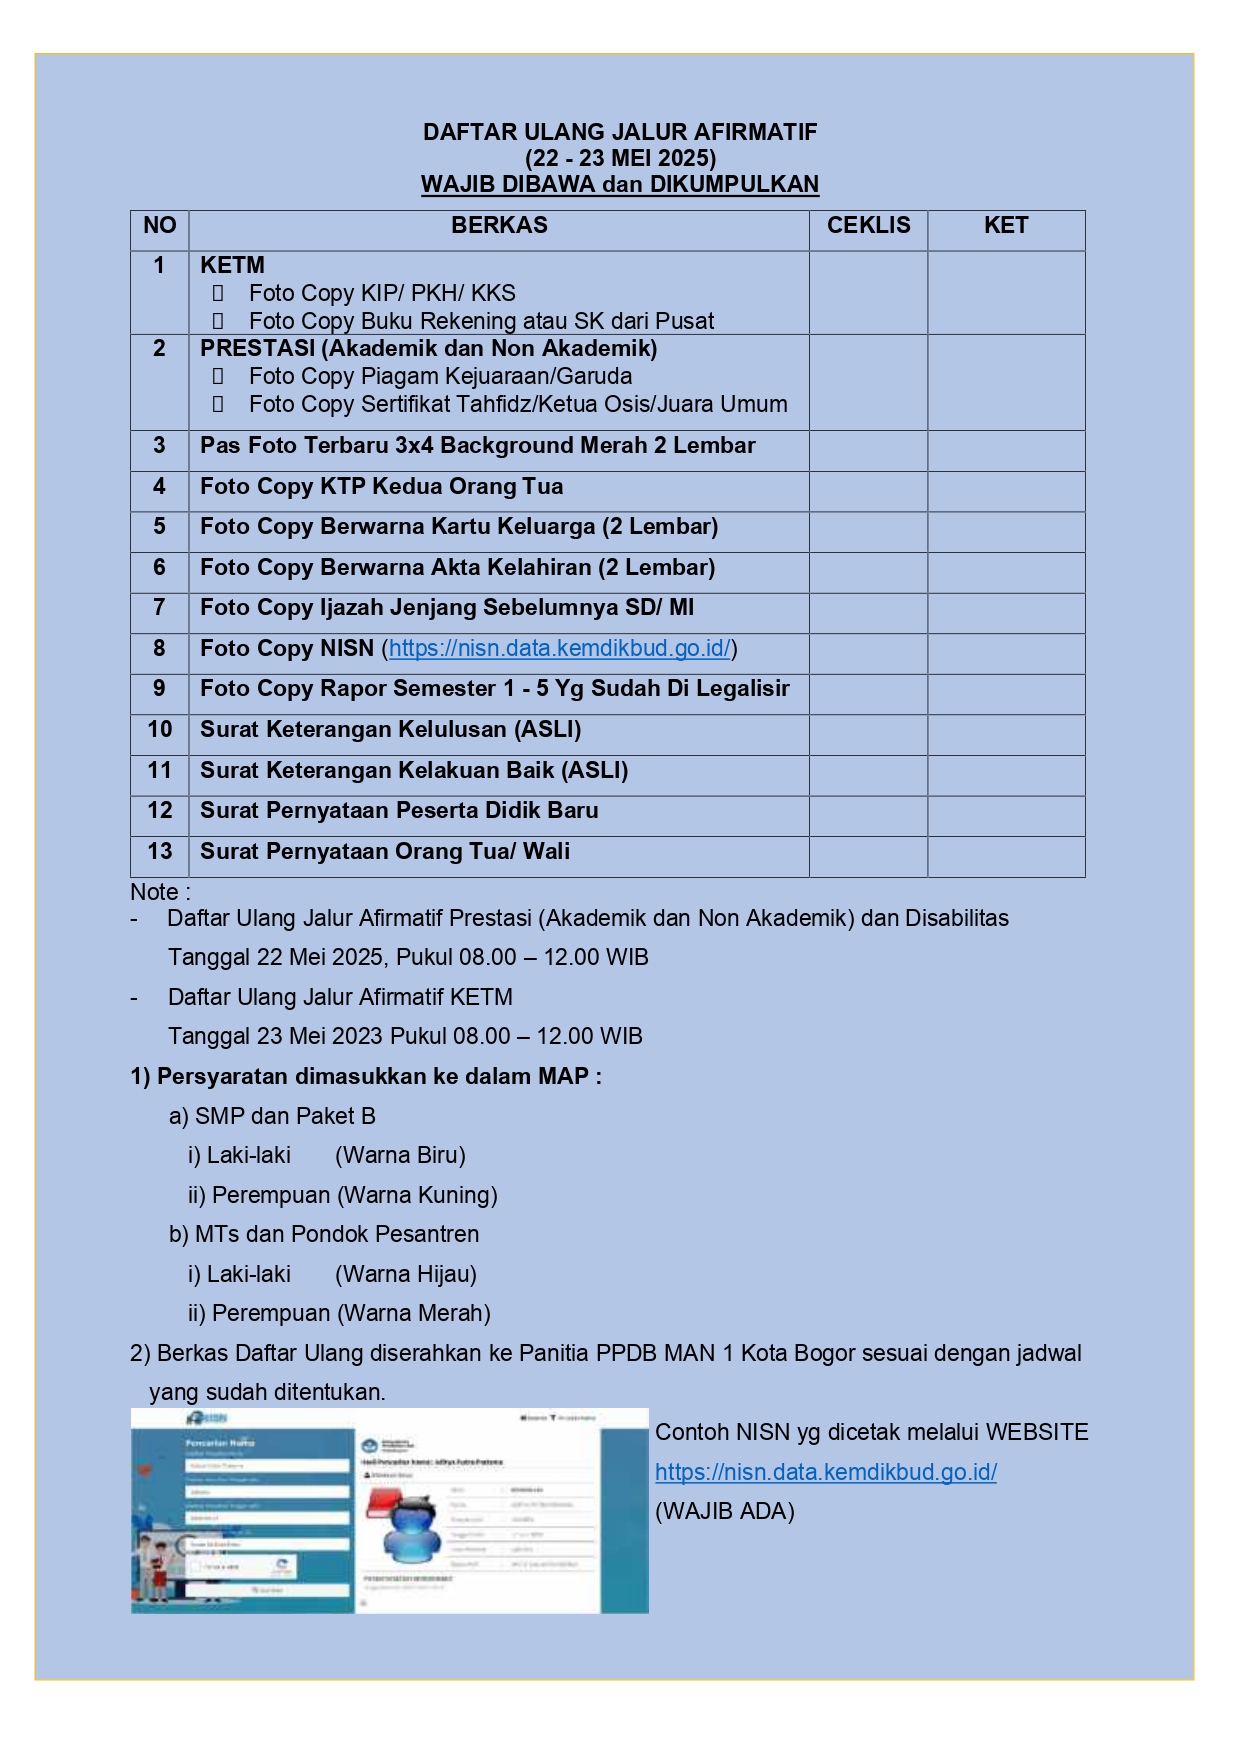 DAFTAR ULANG JALUR AFIRMATIF
(22 - 23 MEI 2025)
WAJIB DIBAWA dan DIKUMPULKAN
NO BERKAS CEKLIS KET
1 KETM
Foto Copy KIP/ PKH/ KKS
Foto Copy Buku Rekening atau SK dari Pusat
2 PRESTASI (Akademik dan Non Akademik)
Foto Copy Piagam Kejuaraan/Garuda
Foto Copy Sertifikat Tahfidz/Ketua Osis/Juara Umum
3 Pas Foto Terbaru 3x4 Background Merah 2 Lembar
4 Foto Copy KTP Kedua Orang Tua
5 Foto Copy Berwarna Kartu Keluarga (2 Lembar)
6 Foto Copy Berwarna Akta Kelahiran (2 Lembar)
7 Foto Copy Ijazah Jenjang Sebelumnya SD/ MI
8 Foto Copy NISN (https://nisn.data.kemdikbud.go.id/)
9 Foto Copy Rapor Semester 1 - 5 Yg Sudah Di Legalisir
10 Surat Keterangan Kelulusan (ASLI)
11 Surat Keterangan Kelakuan Baik (ASLI)
12 Surat Pernyataan Peserta Didik Baru
13 Surat Pernyataan Orang Tua/ Wali
Note :
- Daftar Ulang Jalur Afirmatif Prestasi (Akademik dan Non Akademik) dan Disabilitas
Tanggal 22 Mei 2025, Pukul 08.00 – 12.00 WIB
- Daftar Ulang Jalur Afirmatif KETM
Tanggal 23 Mei 2023 Pukul 08.00 – 12.00 WIB
1) Persyaratan dimasukkan ke dalam MAP :
a) SMP dan Paket B
i) Laki-laki (Warna Biru)
ii) Perempuan (Warna Kuning)
b) MTs dan Pondok Pesantren
i) Laki-laki (Warna Hijau)
ii) Perempuan (Warna Merah)
2) Berkas Daftar Ulang diserahkan ke Panitia PPDB MAN 1 Kota Bogor sesuai dengan jadwal
yang sudah ditentukan.
NISN
Pencarian Nama
Hasil Pencarian Nama: Aditya Putra Pratama
Contoh NISN yg dicetak melalui WEBSITE
https://nisn.data.kemdikbud.go.id/
(WAJIB ADA)